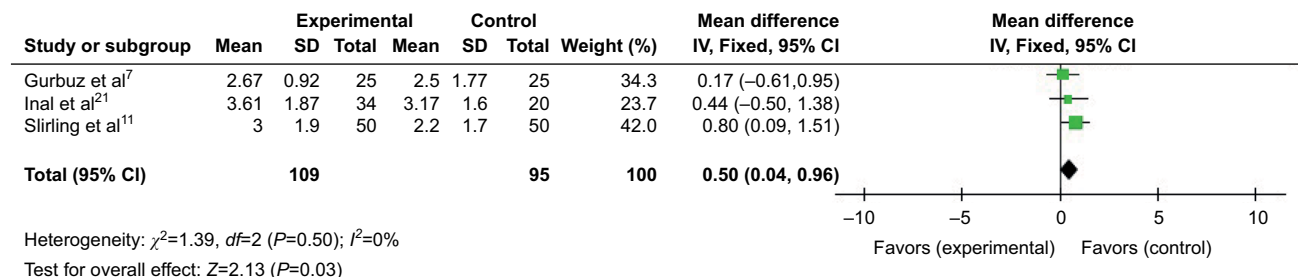 Experimental Control Mean difference Mean difference
Study or subgroup Mean SD Total Mean SD Total Weight (%) IV, Fixed, 95% CI IV, Fixed, 95% CI
Gurbuz et al7 2.67 0.92 25 2.5 1.77 25 34.3 0.17 (–0.61,0.95)
Inal et al21 3.61 1.87 34 3.17 1.6 20 23.7 0.44 (–0.50, 1.38)
Slirling et al11 3 1.9 50 2.2 1.7 50 42.0 0.80 (0.09, 1.51)
Total (95% CI) 109 95 100 0.50 (0.04, 0.96)
–10 –5 0 5 10
Favors (experimental) Favors (control)
Heterogeneity: χ2=1.39, df=2 (P=0.50); I2=0%
Test for overall effect: Z=2.13 (P=0.03)